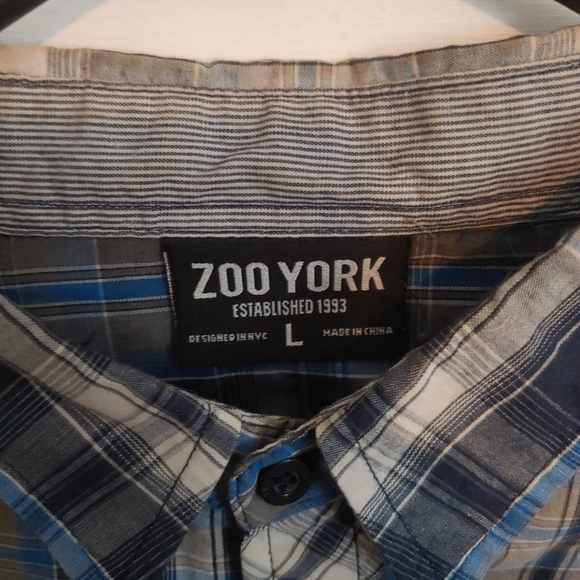 ZOO YORK
ESTABLISHED 1993
DESIGNED IN NYC L MADE IN CHINA